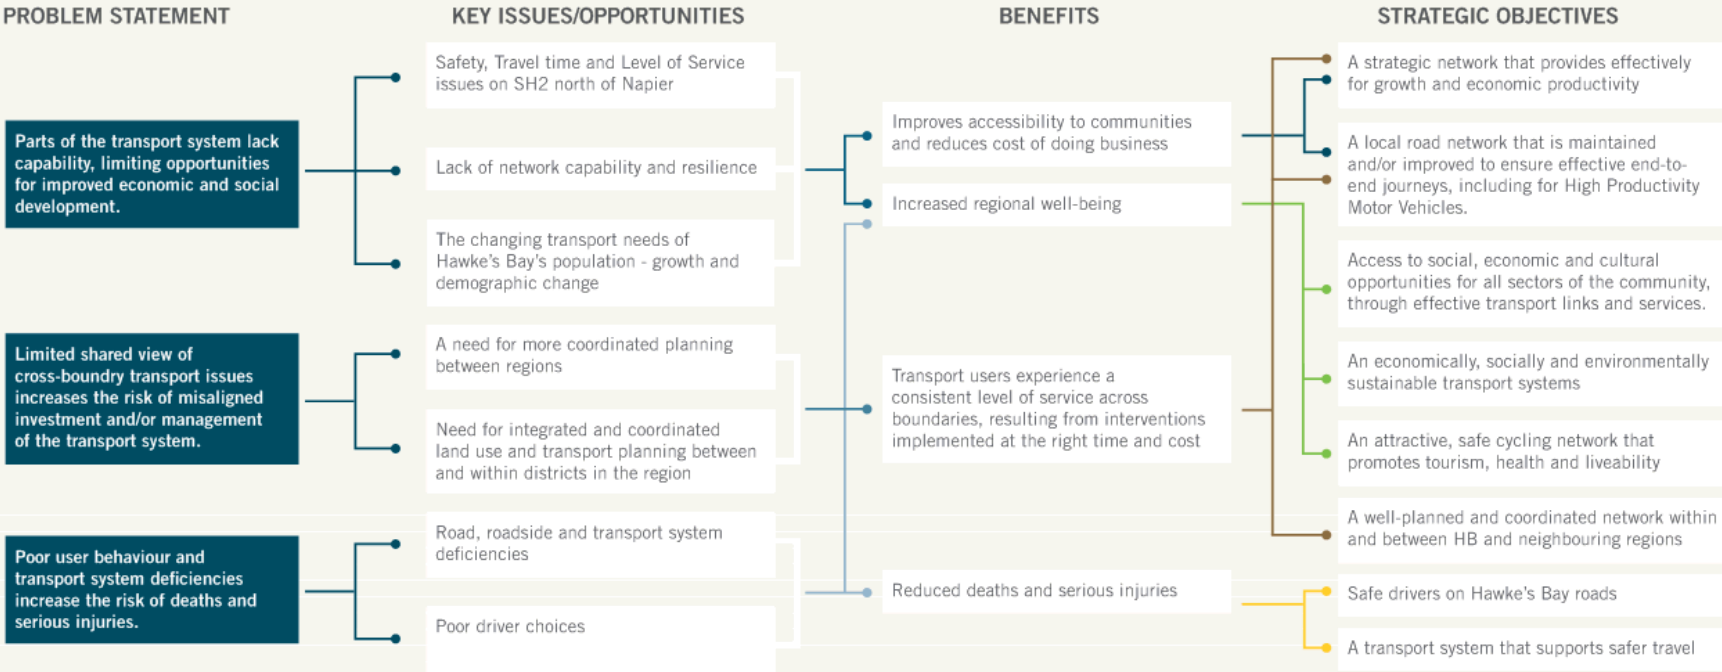 PROBLEM STATEMENT
KEY ISSUES/OPPORTUNITIES
BENEFITS
STRATEGIC OBJECTIVES
Parts of the transport system lack
capability, limiting opportunities
for improved economic and social
development.
Limited shared view of
cross-boundry transport issues
increases the risk of misaligned
investment and/or management
of the transport system.
Poor user behaviour and
transport system deficiencies
increase the risk of deaths and
serious injuries.
Safety, Travel time and Level of Service
issues on SH2 north of Napier
Lack of network capability and resilience
The changing transport needs of
Hawke's Bay's population - growth and
demographic change
A need for more coordinated planning
between regions
Need for integrated and coordinated
land use and transport planning between
and within districts in the region
Road, roadside and transport system
deficiencies
Poor driver choices
Improves accessibility to communities
and reduces cost of doing business
Increased regional well-being
Transport users experience a
consistent level of service across
boundaries, resulting from interventions
implemented at the right time and cost
Reduced deaths and serious injuries
A strategic network that provides effectively
for growth and economic productivity
A local road network that is maintained
and/or improved to ensure effective end-to-
end journeys, including for High Productivity
Motor Vehicles.
Access to social, economic and cultural
opportunities for all sectors of the community,
through effective transport links and services.
An economically, socially and environmentally
sustainable transport systems
An attractive, safe cycling network that
promotes tourism, health and liveability
A well-planned and coordinated network within
and between HB and neighbouring regions
Safe drivers on Hawke's Bay roads
A transport system that supports safer travel